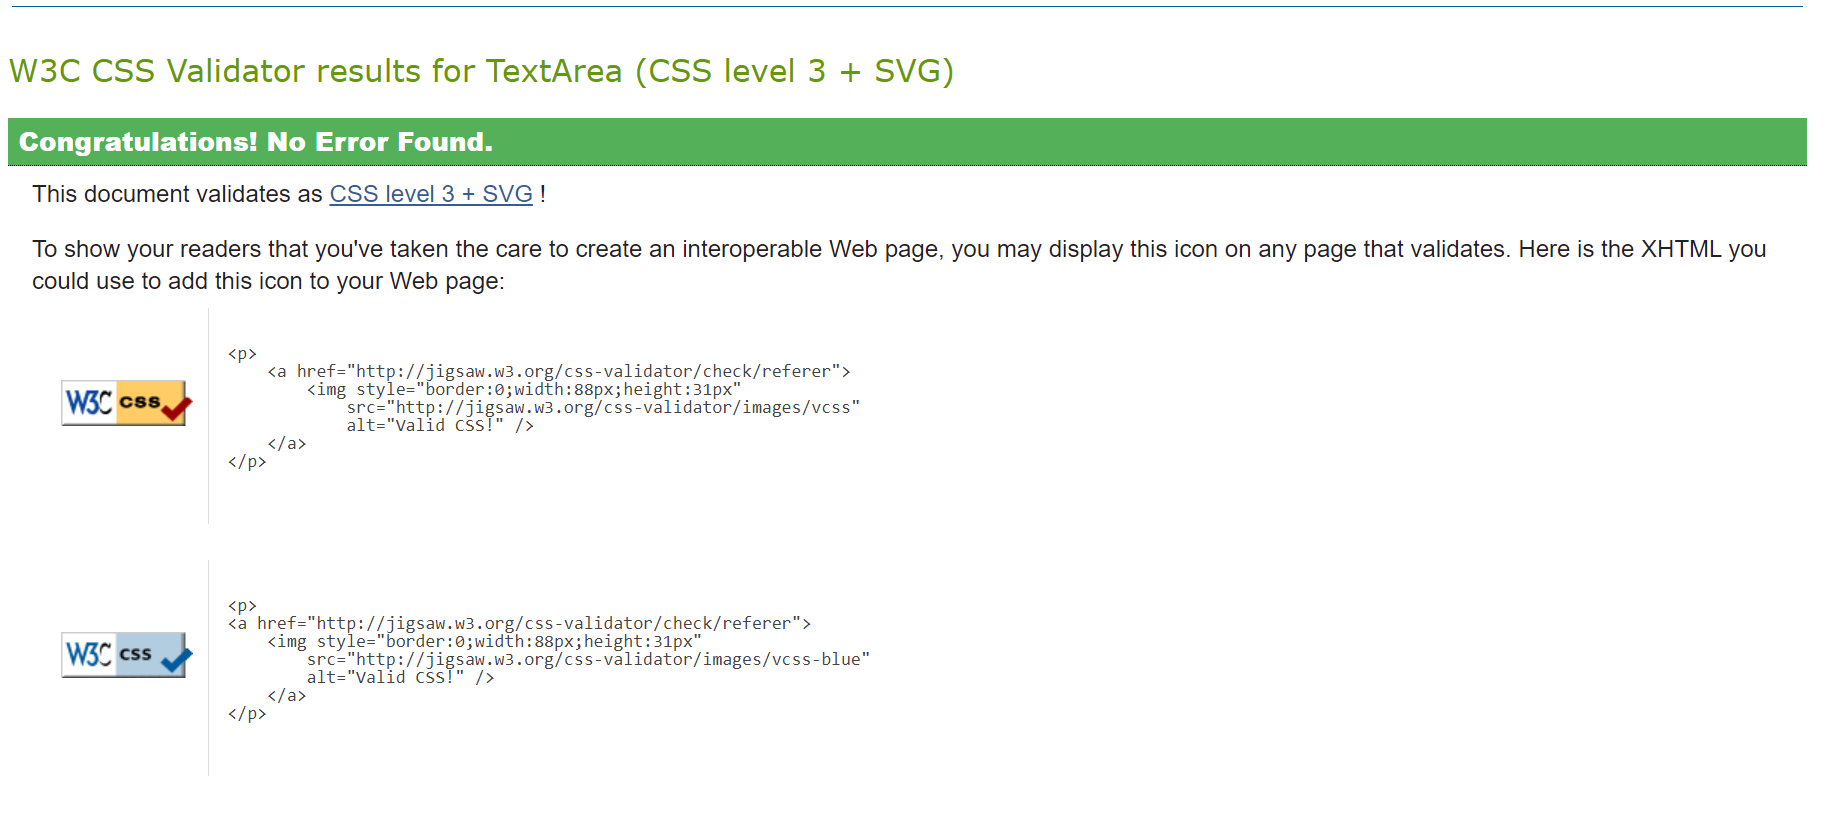 W3C CSS Validator results for TextArea (CSS level 3 + SVG)
Congratulations! No Error Found.
This document validates as CSS level 3 + SVG !
To show your readers that you've taken the care to create an interoperable Web page, you may display this icon on any page that validates. Here is the XHTML you
could use to add this icon to your Web page:
<p>
<a href="http://jigsaw.w3.org/css-validator/check/referer">
<img style="border:0;width:88px;height:31px"
W3C css
src="http://jigsaw.w3.org/css-validator/images/vcss"
alt="Valid CSS!" />
</a>
</p>
<p>
<a href="http://jigsaw.w3.org/css-validator/check/referer">
<img style="border:0;width:88px;height:31px"
W3C css
src="http://jigsaw.w3.org/css-validator/images/vcss-blue"
alt="Valid CSS!" />
</a>
</p>